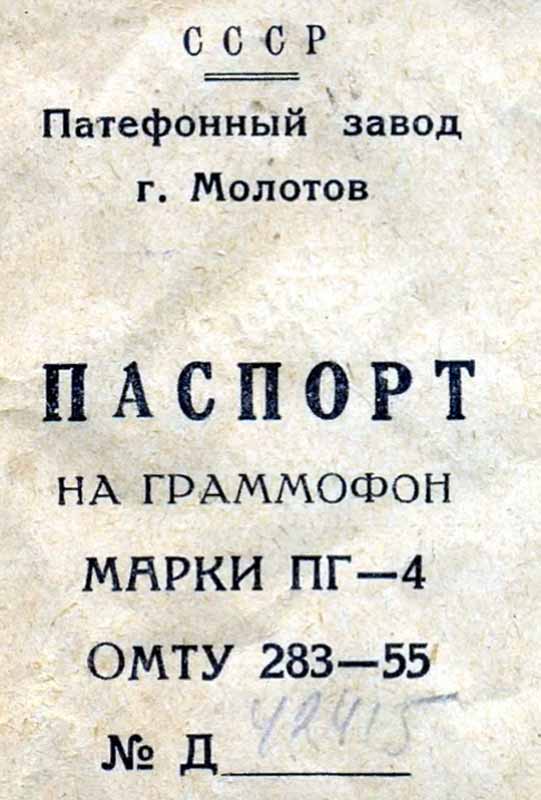 СССР
Патефонный завод
г. Молотов
ПАСПОРТ
НА ГРАММОФОН
МАРКИ ПГ—4
ОМТУ 283—55
42415
№ Д